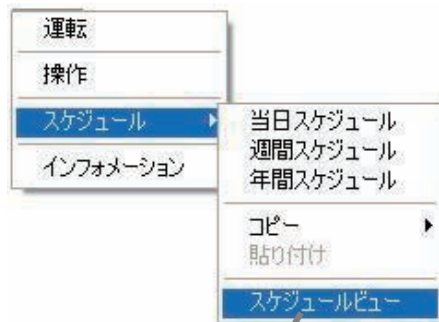 運転
操作
スケジュール
インフォメーション
当日スケジュール
週間スケジュール
年間スケジュール
コピー
貼り付け
スケジュールビュー